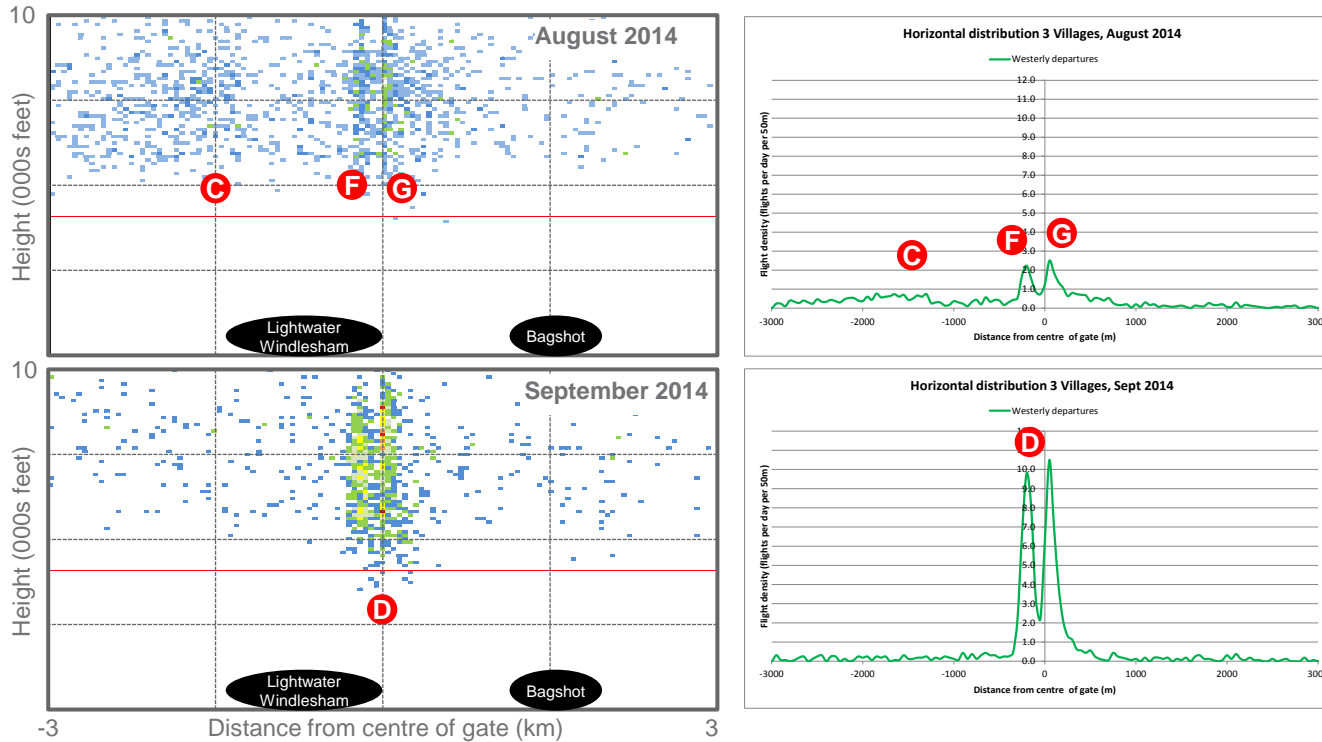 10
August 2014
Height (000s feet)
C
F
G
Lightwater
Windlesham
Bagshot
Horizontal distribution 3 Villages, August 2014
Westerly departures
Flight density (flights per day per 50m)
12.0
11.0
10.0
9.0
8.0
7.0
6.0
5.0
4.0
3.0
2.0
1.0
0.0
C
F
G
-3000
-2000
-1000
0
1000
2000
3000
Distance from centre of gate (m)
10
September 2014
Height (000s feet)
D
Lightwater
Windlesham
Bagshot
-3
Distance from centre of gate (km)
3
Horizontal distribution 3 Villages, Sept 2014
Westerly departures
Flight density (flights per day per 50m)
D
10.0
9.0
8.0
7.0
6.0
5.0
4.0
3.0
2.0
1.0
0.0
-3000
-2000
-1000
0
1000
2000
Distance from centre of gate (m)